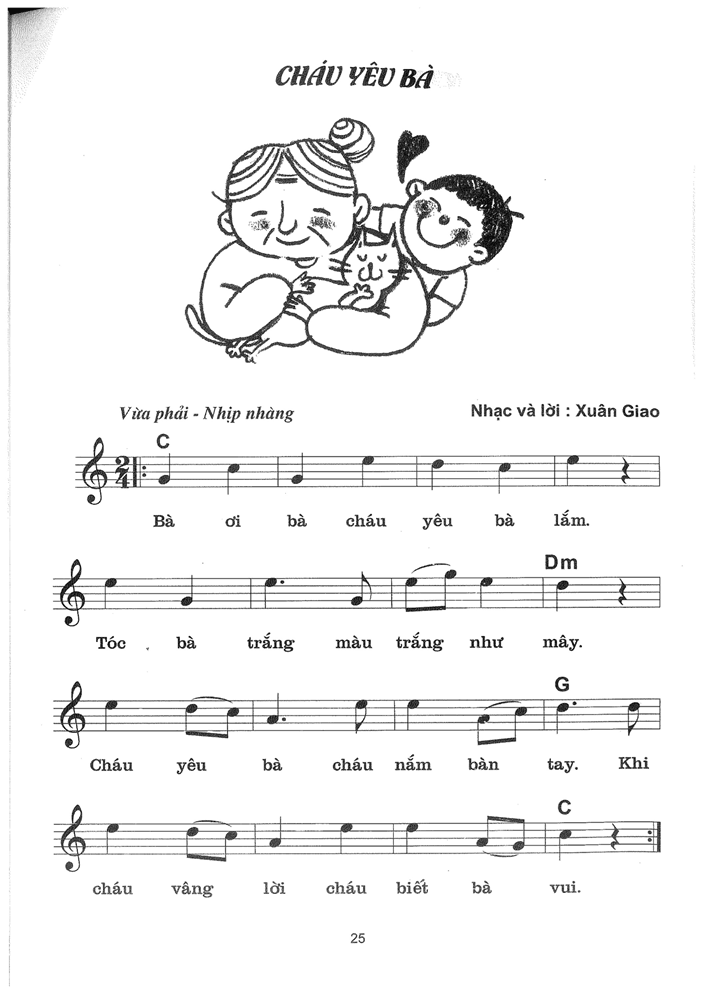 CHÁU YÊU BÀ
Vừa phải - Nhịp nhàng
Nhạc và lời : Xuân Giao
C
2
4
Bà ơi bà cháu yêu bà lắm.
Dm
Tóc bà trắng màu trắng như mây.
G
Cháu yêu bà cháu nắm bàn tay. Khi
C
cháu vâng lời cháu biết bà vui.
25